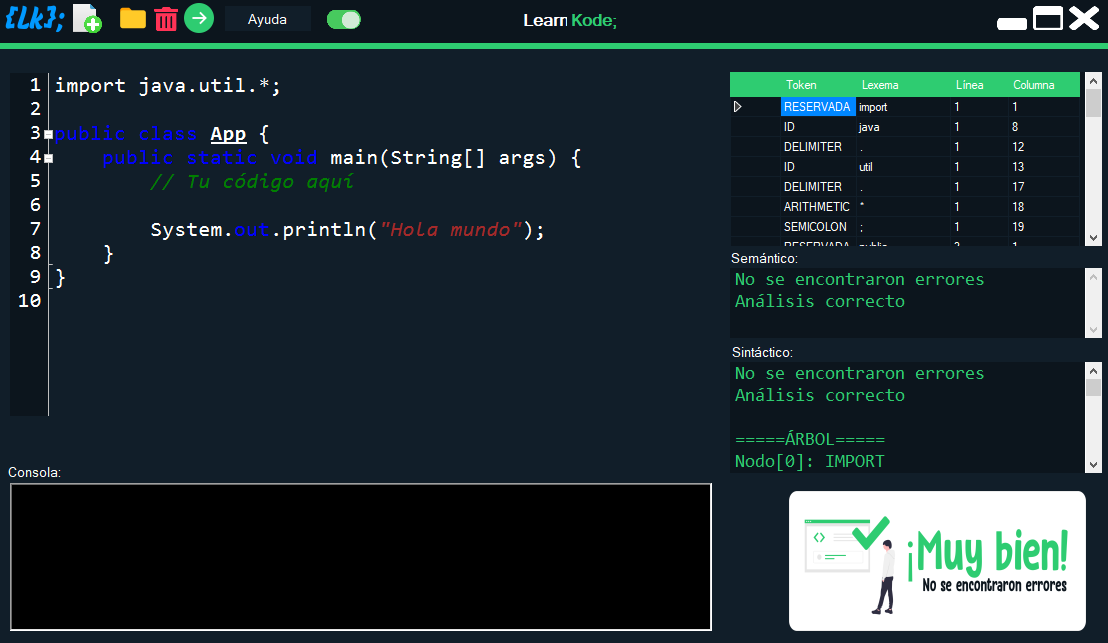 {Lk};
Ayuda
Learn Kode;
1 import java.util.*;
2
3 public class App {
4 public static void main(String[] args) {
5 // Tu código aquí
6
7 System.out.println("Hola mundo");
8 }
9 }
10
Token Lexema Línea Columna
RESERVADA import 1 1
ID java 1 8
DELIMITER . 1 12
ID util 1 13
DELIMITER . 1 17
ARITHMETIC * 1 18
SEMICOLON ; 1 19
RESERVADA public 3 1
Semántico:
No se encontraron errores
Análisis correcto
Sintáctico:
No se encontraron errores
Análisis correcto
=====ÁRBOL=====
Nodo[0]: IMPORT
Consola:
<>
¡Muy bien!
No se encontraron errores